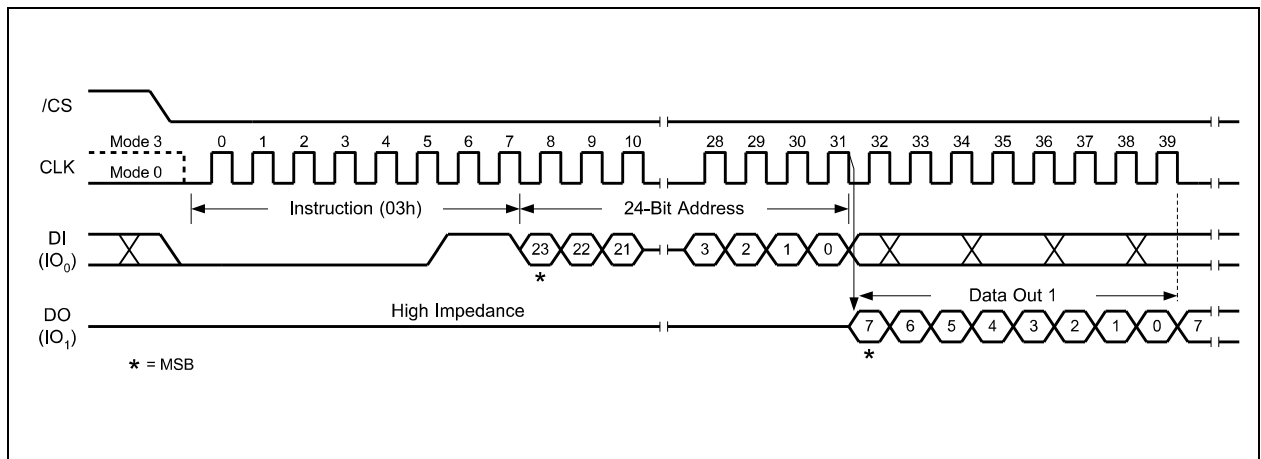 /CS
Mode 3 0 1 2 3 4 5 6 7 8 9 10 28 29 30 31 32 33 34 35 36 37 38 39
CLK Mode 0
Instruction (03h) 24-Bit Address
DI
(IO0) 23 22 21 3 2 1 0
*
Data Out 1
High Impedance
DO
(IO1) 7 6 5 4 3 2 1 0 7
*
* = MSB